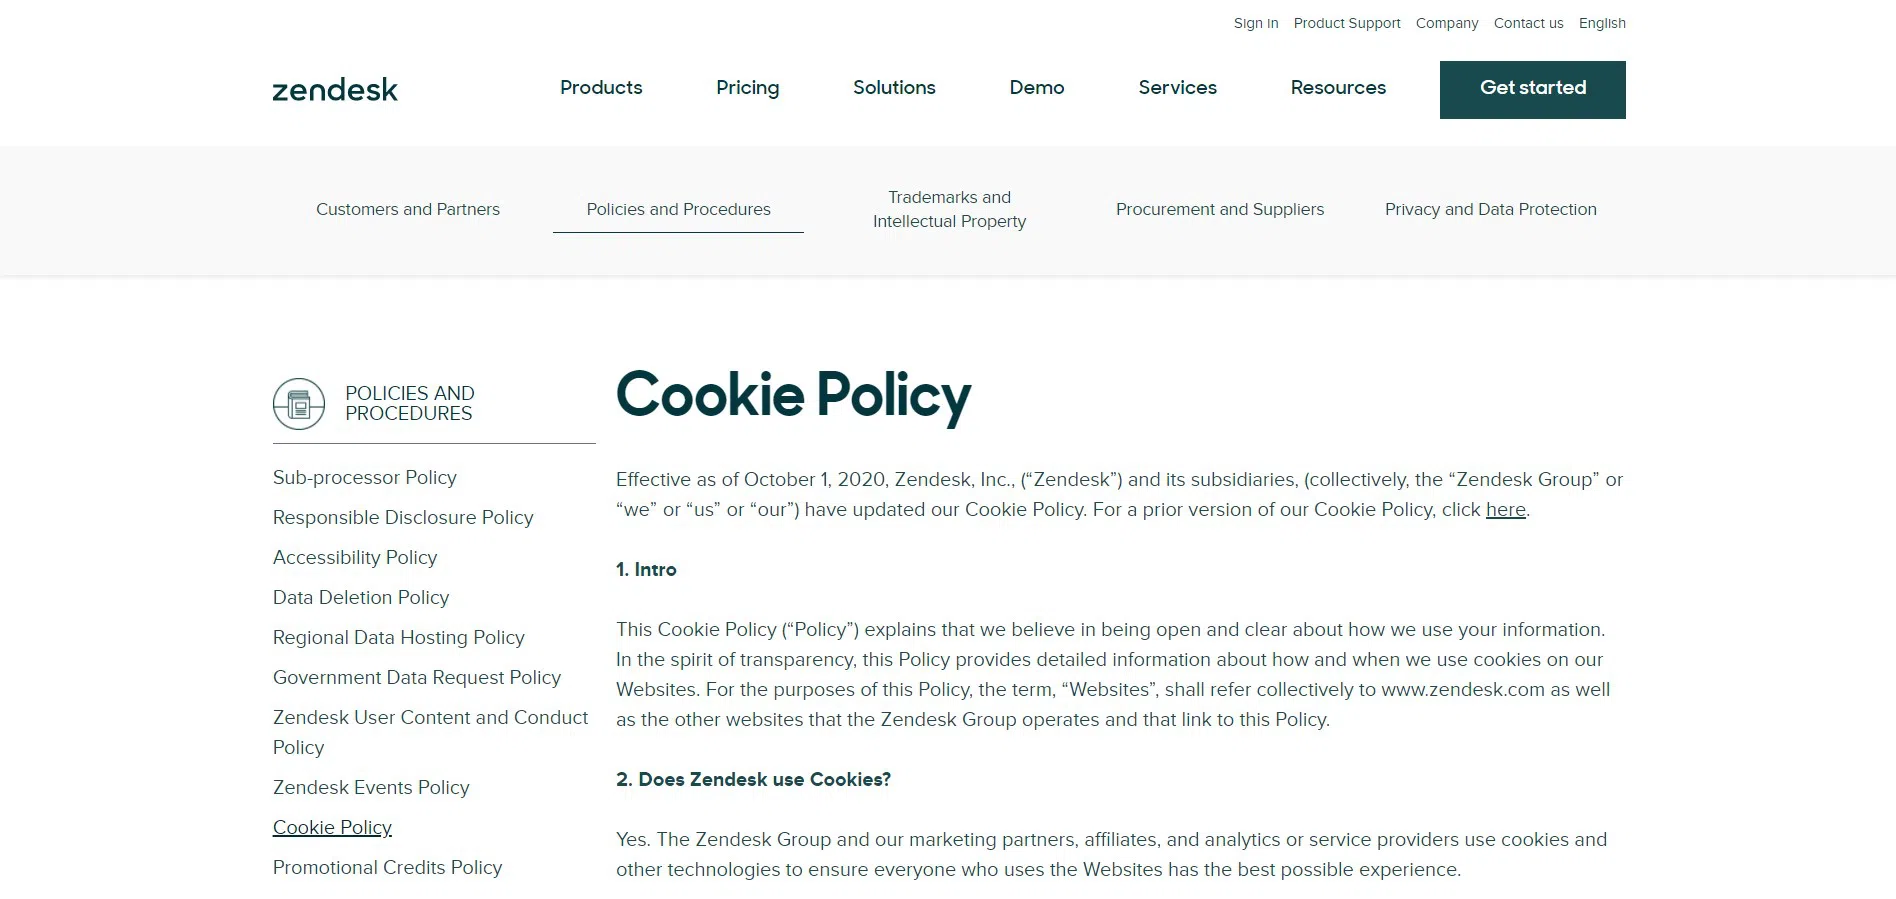 Sign in Product Support Company Contact us English
zendesk Products Pricing Solutions Demo Services Resources Get started
Customers and Partners
Policies and Procedures
Trademarks and
Intellectual Property
Procurement and Suppliers
Privacy and Data Protection
POLICIES AND
PROCEDURES
Sub-processor Policy
Responsible Disclosure Policy
Accessibility Policy
Data Deletion Policy
Regional Data Hosting Policy
Government Data Request Policy
Zendesk User Content and Conduct
Policy
Zendesk Events Policy
Cookie Policy
Promotional Credits Policy
Cookie Policy
Effective as of October 1, 2020, Zendesk, Inc., (“Zendesk”) and its subsidiaries, (collectively, the “Zendesk Group” or
“we” or “us” or “our”) have updated our Cookie Policy. For a prior version of our Cookie Policy, click here.
1. Intro
This Cookie Policy (“Policy”) explains that we believe in being open and clear about how we use your information.
In the spirit of transparency, this Policy provides detailed information about how and when we use cookies on our
Websites. For the purposes of this Policy, the term, “Websites”, shall refer collectively to www.zendesk.com as well
as the other websites that the Zendesk Group operates and that link to this Policy.
2. Does Zendesk use Cookies?
Yes. The Zendesk Group and our marketing partners, affiliates, and analytics or service providers use cookies and
other technologies to ensure everyone who uses the Websites has the best possible experience.